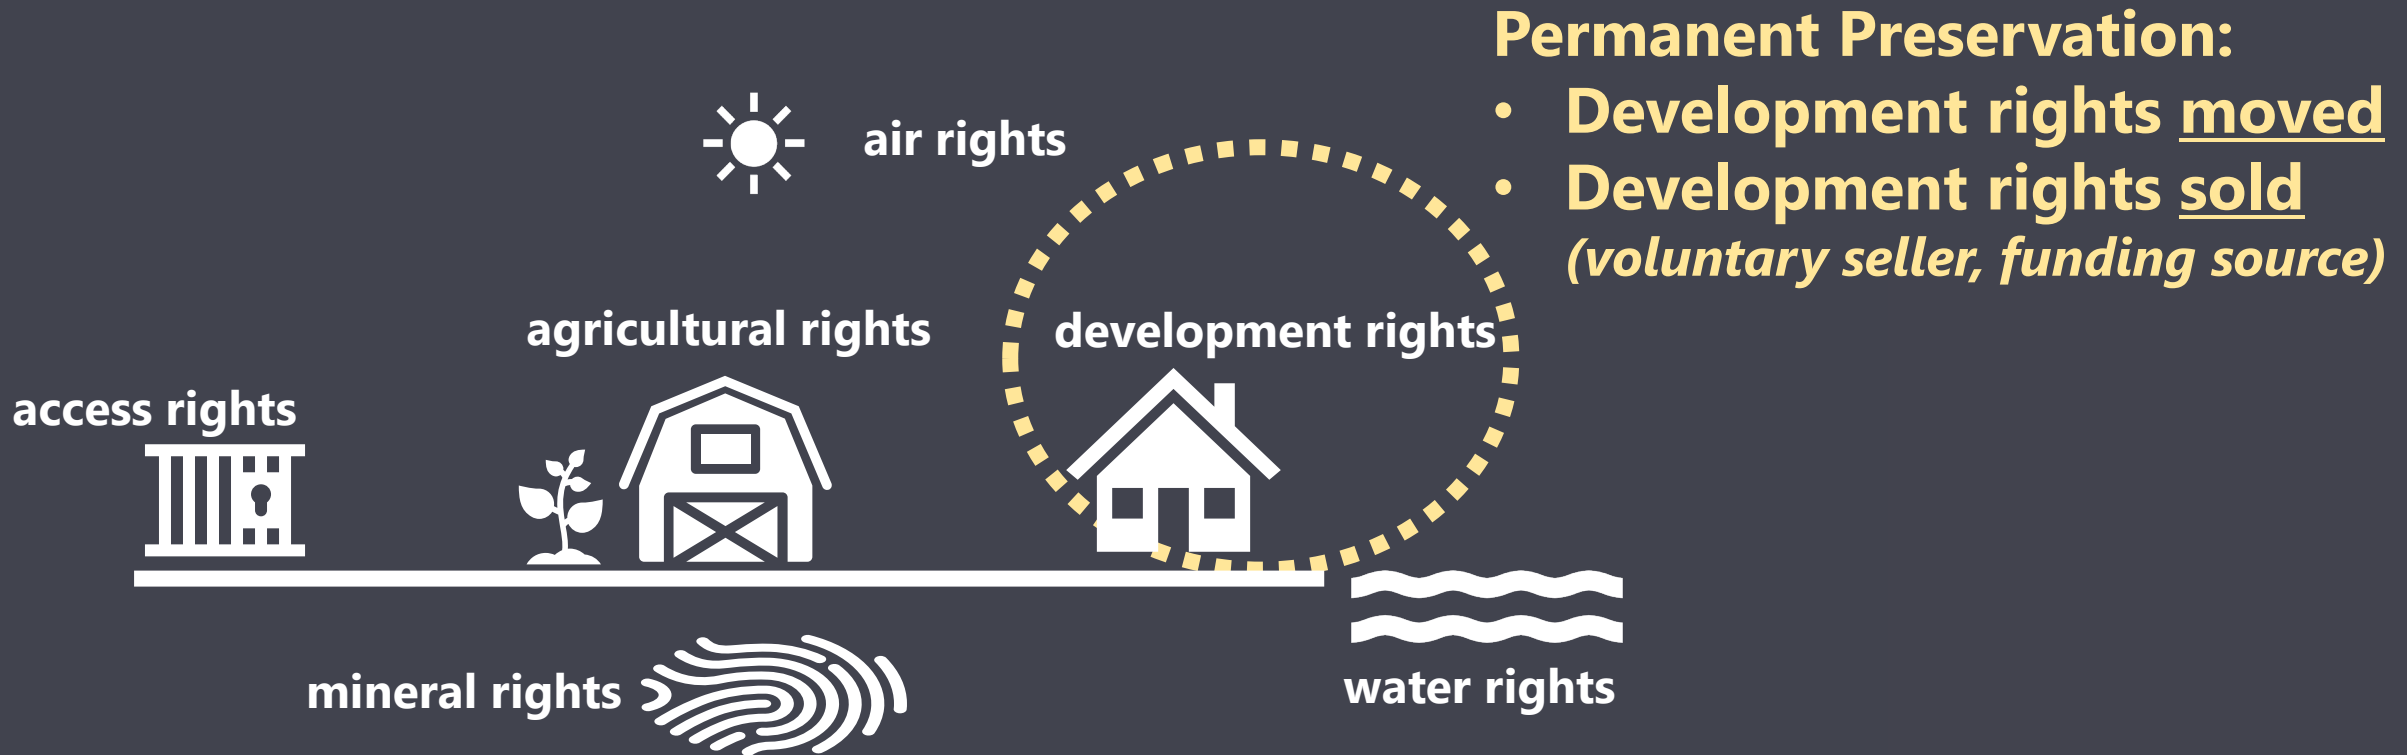 Permanent Preservation:
• Development rights moved
• Development rights sold
(voluntary seller, funding source)
air rights
agricultural rights
development rights
access rights
mineral rights
water rights